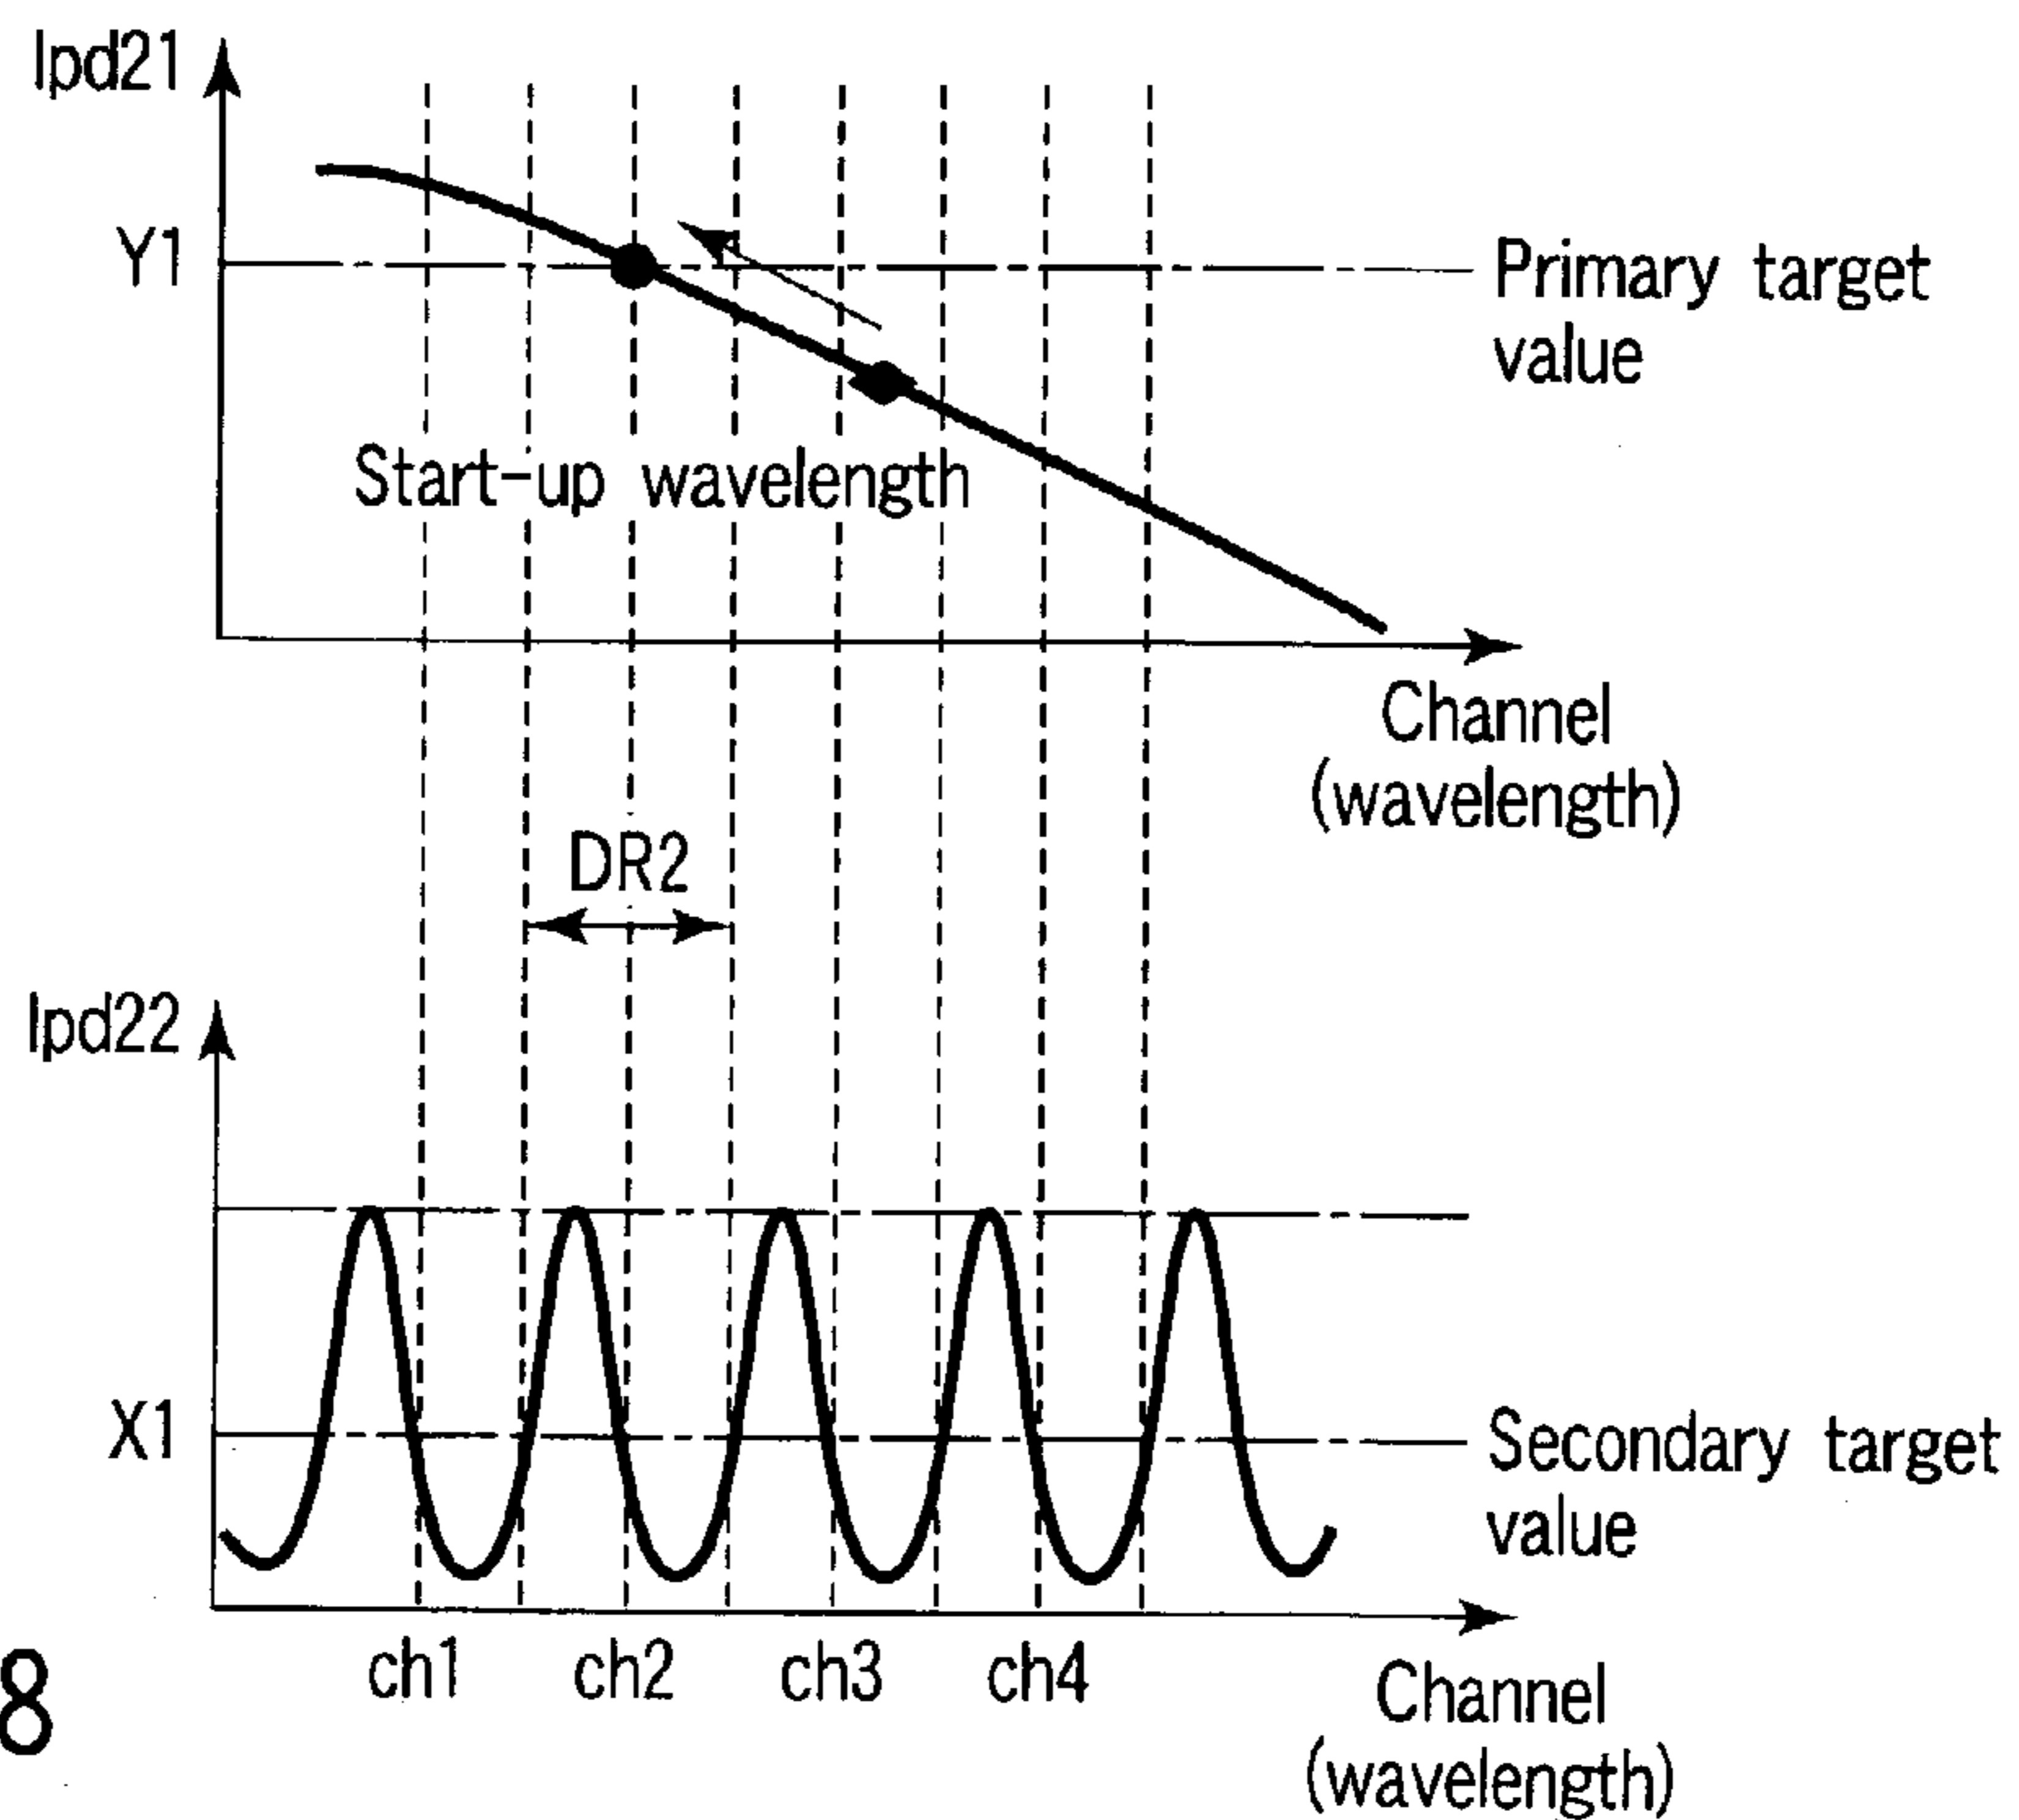 Ipd21
Y1
Primary target
value
Start-up wavelength
Channel
(wavelength)
DR2
Ipd22
X1
Secondary target
value
ch1 ch2 ch3 ch4
Channel
(wavelength)
8